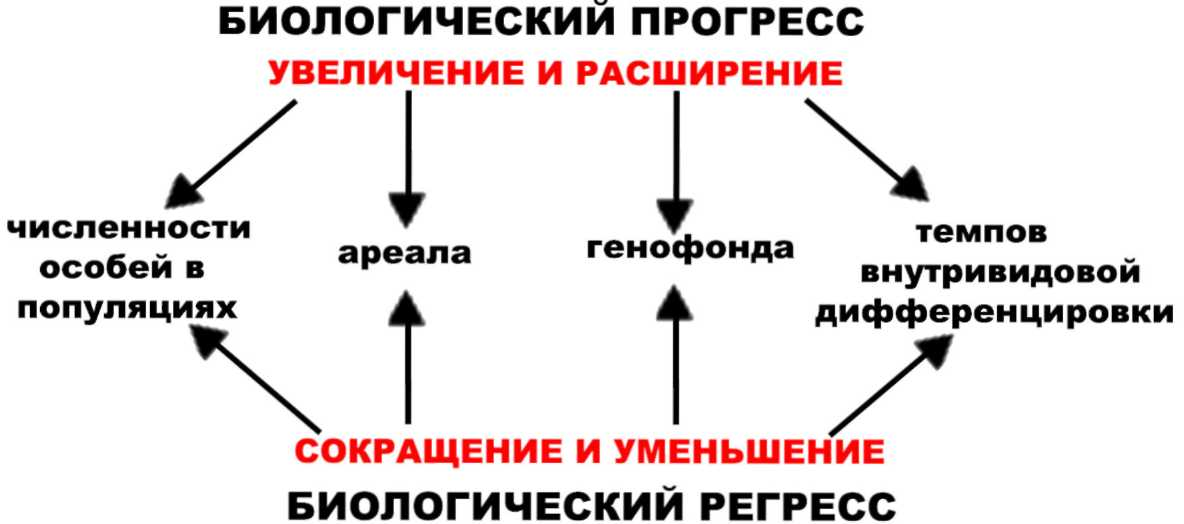 БИОЛОГИЧЕСКИЙ ПРОГРЕСС
УВЕЛИЧЕНИЕ И РАСШИРЕНИЕ
численности
особей в
популяциях
ареала
генофонда
темпов
внутривидовой
дифференцировки
СОКРАЩЕНИЕ И УМЕНЬШЕНИЕ
БИОЛОГИЧЕСКИЙ РЕГРЕСС